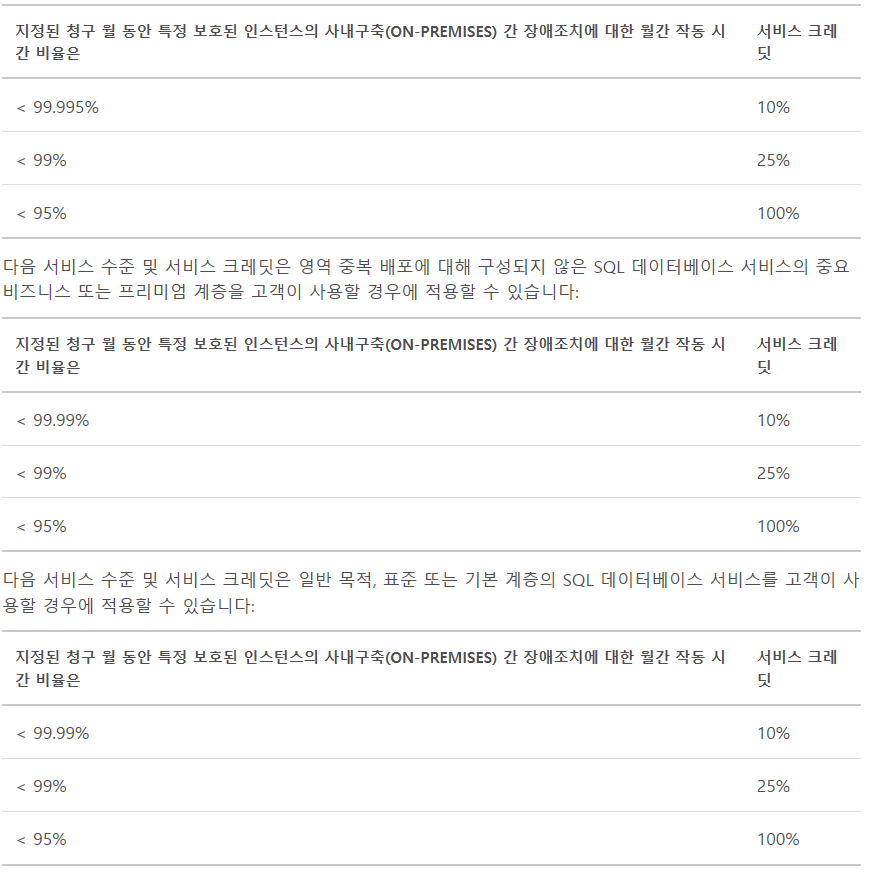 지정된 청구 월 동안 특정 보호된 인스턴스의 사내구축(ON-PREMISES) 간 장애조치에 대한 월간 작동 시 서비스 크레
간 비율은 딧
< 99.995% 10%
< 99% 25%
< 95% 100%
다음 서비스 수준 및 서비스 크레딧은 영역 중복 배포에 대해 구성되지 않은 SQL 데이터베이스 서비스의 중요
비즈니스 또는 프리미엄 계층을 고객이 사용할 경우에 적용할 수 있습니다:
지정된 청구 월 동안 특정 보호된 인스턴스의 사내구축(ON-PREMISES) 간 장애조치에 대한 월간 작동 시 서비스 크레
간 비율은 딧
< 99.99% 10%
< 99% 25%
< 95% 100%
다음 서비스 수준 및 서비스 크레딧은 일반 목적, 표준 또는 기본 계층의 SQL 데이터베이스 서비스를 고객이 사
용할 경우에 적용할 수 있습니다:
지정된 청구 월 동안 특정 보호된 인스턴스의 사내구축(ON-PREMISES) 간 장애조치에 대한 월간 작동 시 서비스 크레
간 비율은 딧
< 99.99% 10%
< 99% 25%
< 95% 100%